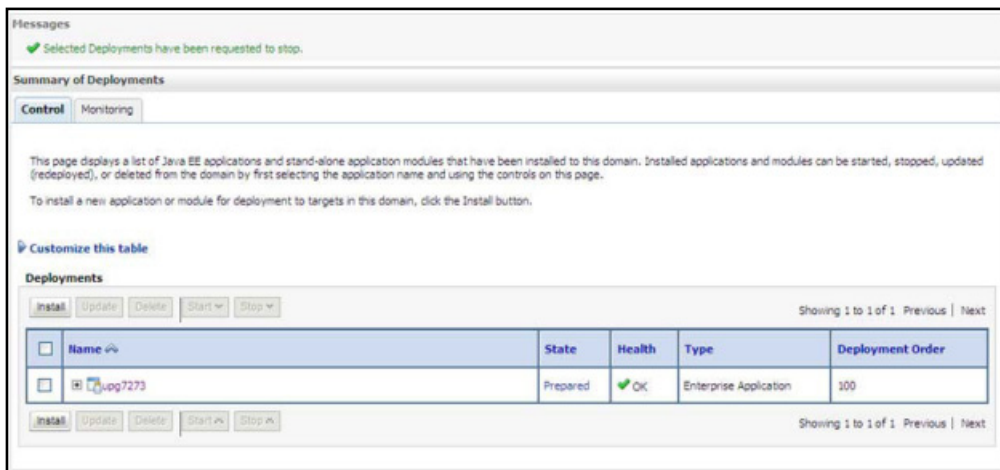 Messages
Selected Deployments have been requested to stop.
Summary of Deployments
Control Monitoring
This page displays a list of Java EE applications and stand-alone application modules that have been installed to this domain. Installed applications and modules can be started, stopped, updated
(redeployed), or deleted from the domain by first selecting the application name and using the controls on this page.
To install a new application or module for deployment to targets in this domain, click the Install button.
Customize this table
Deployments
Install Update Delete Start Stop Showing 1 to 1 of 1 Previous | Next
Name State Health Type Deployment Order
upg7273 Prepared OK Enterprise Application 100
Install Update Delete Start Stop Showing 1 to 1 of 1 Previous | Next